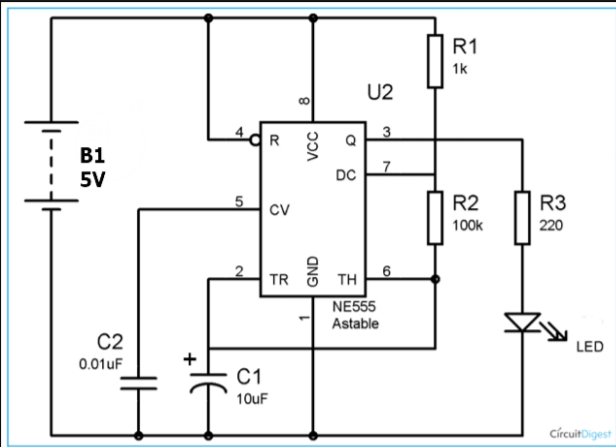 R1
1k
U2
8
4
R
VCC
Q
3
B1
5V
DC
7
5
CV
R2
100k
R3
220
2
TR
GND
TH
6
1
NE555
Astable
C2
0.01uF
+
C1
10uF
LED
CircuitDigest